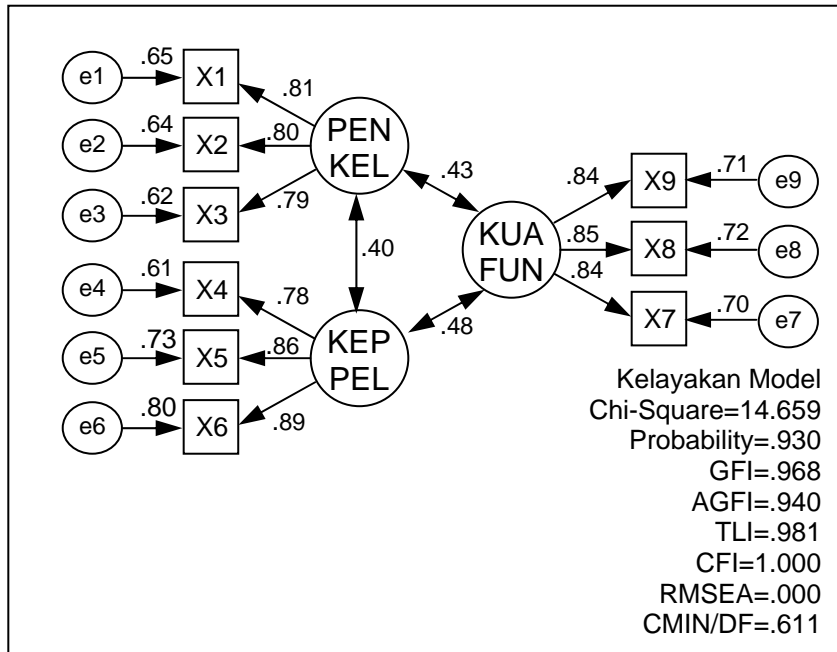 .65
e1
X1
.81
.64
e2
X2
.80
PEN
KEL
.62
e3
X3
.79
.43
.40
.61
e4
X4
.78
.73
e5
X5
.86
KEP
PEL
.80
e6
X6
.89
.48
KUA
FUN
.84
X9
.71
e9
.85
X8
.72
e8
.84
X7
.70
e7
Kelayakan Model
Chi-Square=14.659
Probability=.930
GFI=.968
AGFI=.940
TLI=.981
CFI=1.000
RMSEA=.000
CMIN/DF=.611